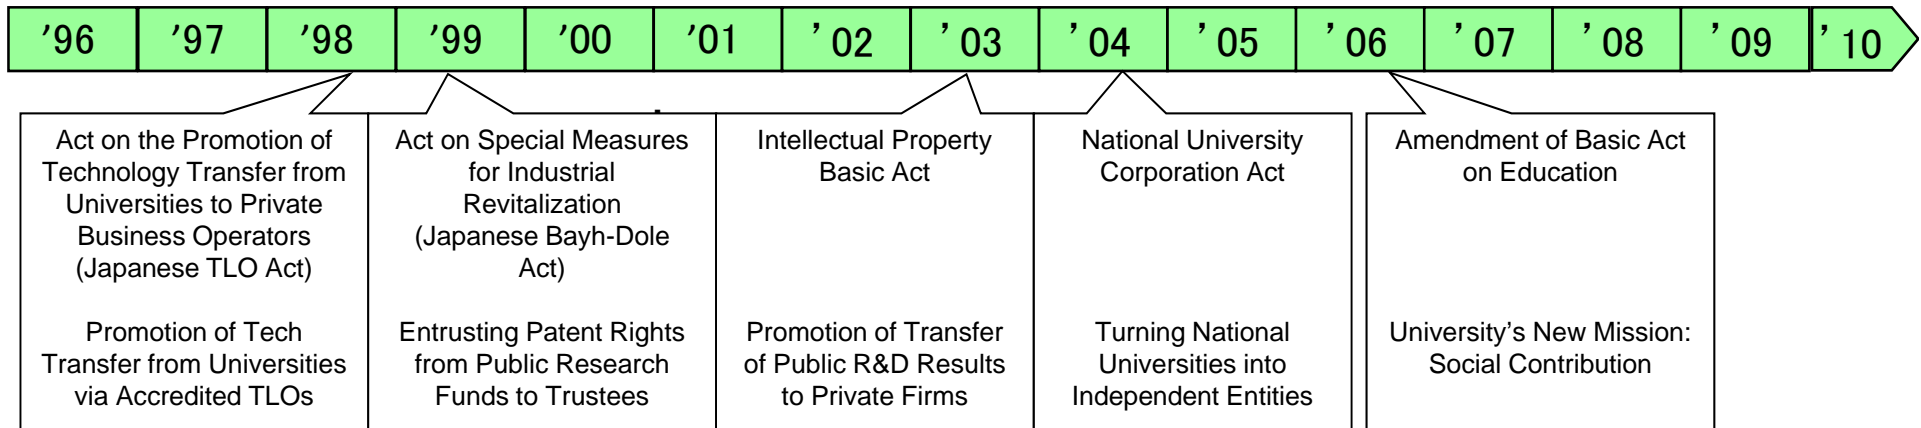 '96 '97 '98 '99 '00 '01 '02 '03 '04 '05 '06 '07 '08 '09 '10
Act on the Promotion of
Technology Transfer from
Universities to Private
Business Operators
(Japanese TLO Act)
Promotion of Tech
Transfer from Universities
via Accredited TLOs
Act on Special Measures
for Industrial
Revitalization
(Japanese Bayh-Dole
Act)
Entrusting Patent Rights
from Public Research
Funds to Trustees
Intellectual Property
Basic Act
Promotion of Transfer
of Public R&D Results
to Private Firms
National University
Corporation Act
Turning National
Universities into
Independent Entities
Amendment of Basic Act
on Education
University's New Mission:
Social Contribution